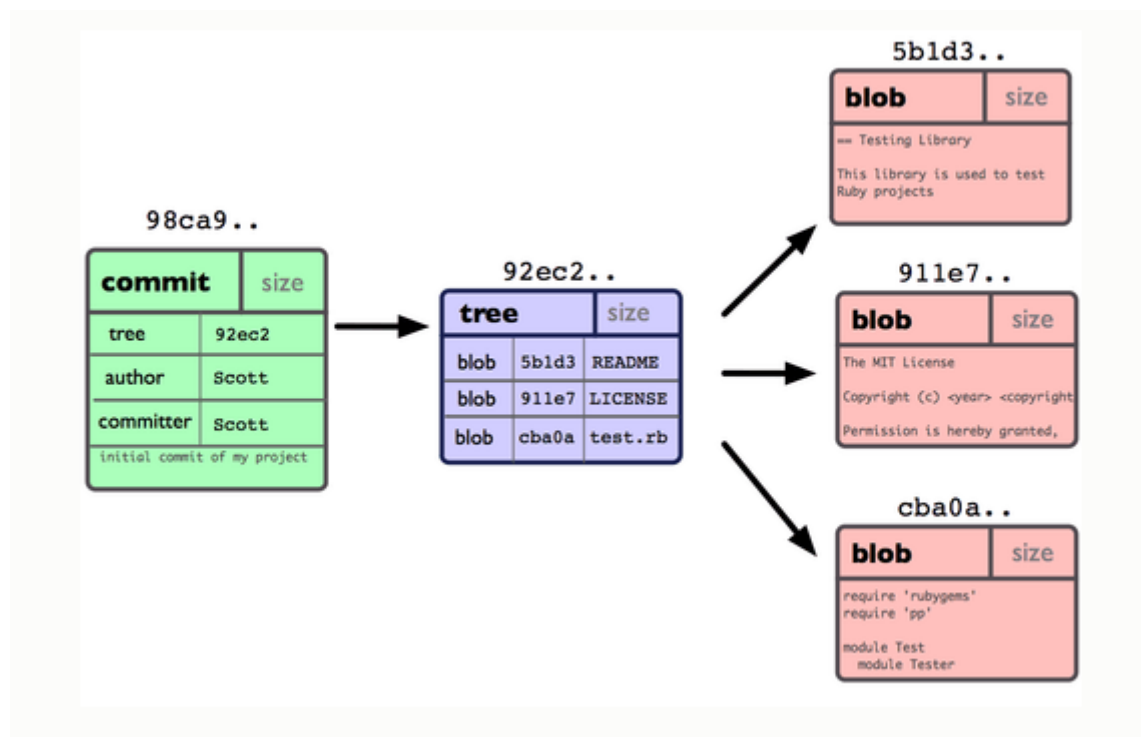 98ca9..
commit size
tree 92ec2
author Scott
committer Scott
initial commit of my project
92ec2..
tree size
blob 5b1d3 README
blob 911e7 LICENSE
blob cba0a test.rb
5b1d3..
blob size
== Testing Library
This library is used to test
Ruby projects
911e7..
blob size
The MIT License
Copyright (c) <year> <copyright
Permission is hereby granted,
cba0a..
blob size
require 'rubygems'
require 'pp'
module Test
module Tester